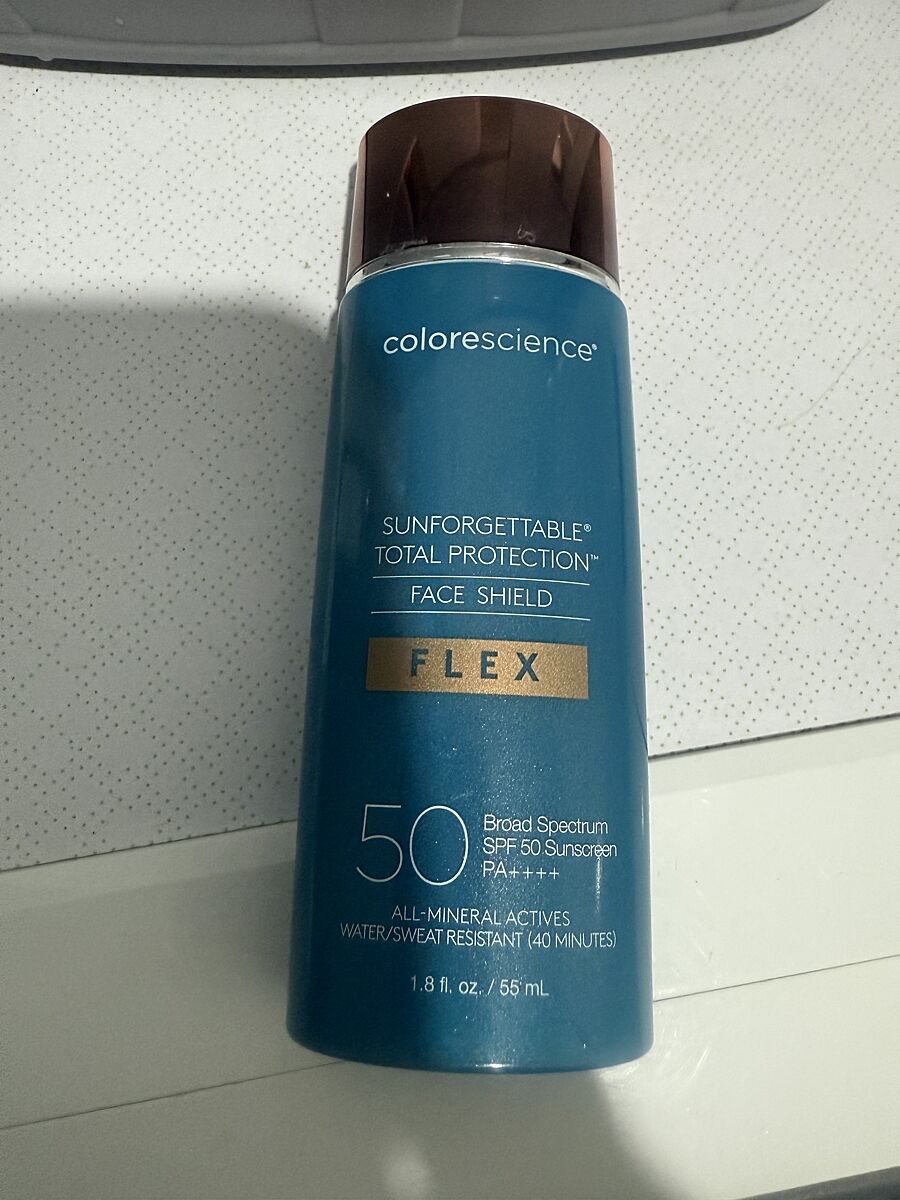 colorescience®
SUNFORGETTABLE®
TOTAL PROTECTION™
FACE SHIELD
FLEX
50
Broad Spectrum
SPF 50 Sunscreen
PA++++
ALL-MINERAL ACTIVES
WATER/SWEAT RESISTANT (40 MINUTES)
1.8 fl. oz. / 55 mL